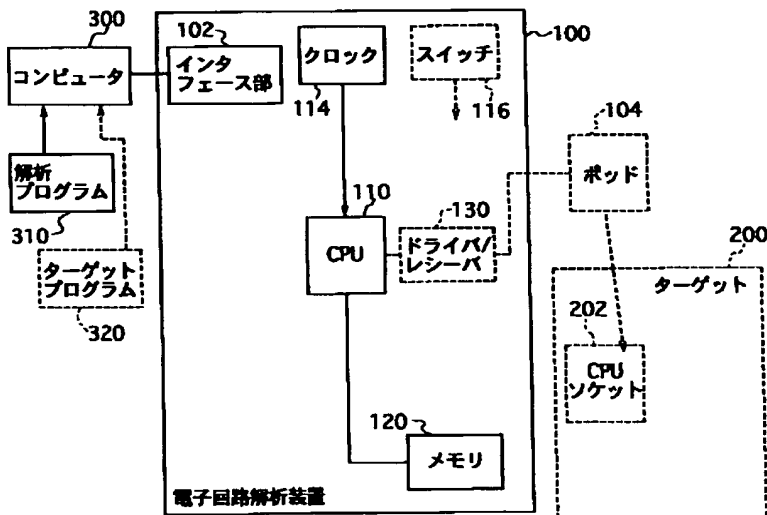 300
コンピュータ
解析
プログラム
310
ターゲット
プログラム
320
102
インタ
フェース部
クロック
114
スイッチ
116
100
110
CPU
130
ドライバ/
レシーバ
120
メモリ
電子回路解析装置
104
ポッド
200
ターゲット
202
CPU
ソケット